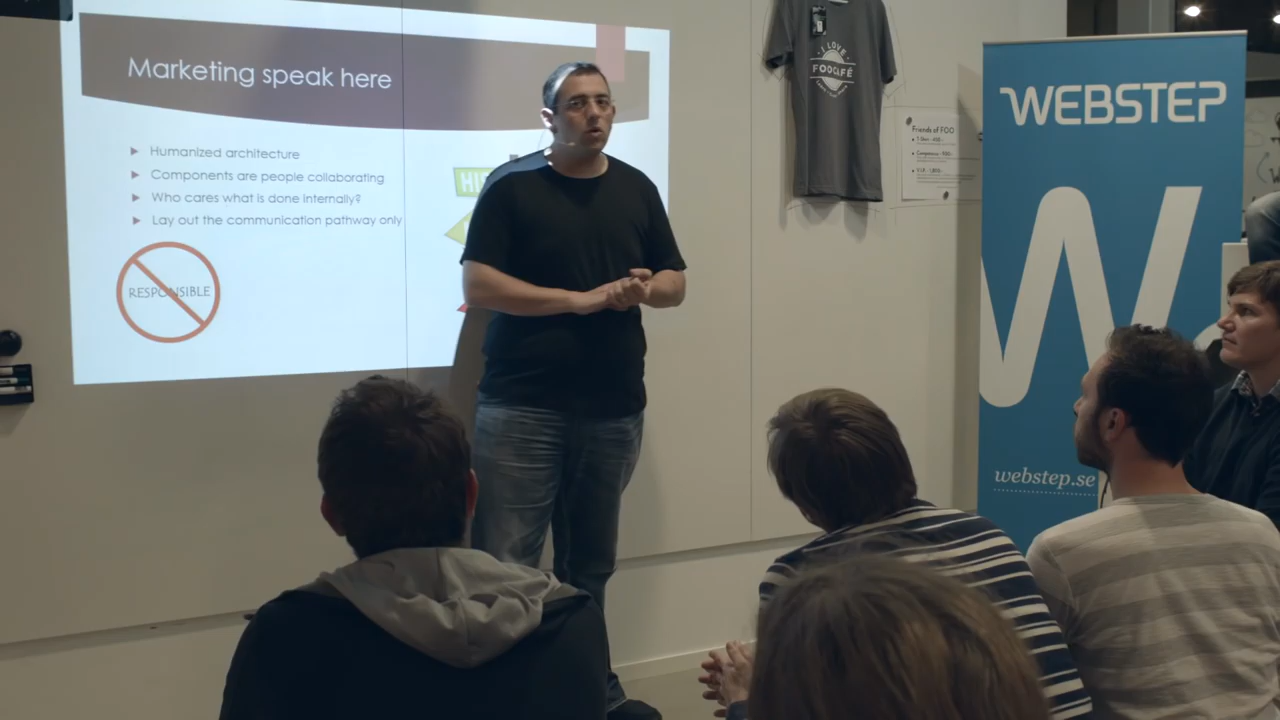 Marketing speak here
Humanized architecture
Components are people collaborating
Who cares what is done internally?
Lay out the communication pathway only
RESPONSIBLE
I LOVE
FOOCAFÉ
Friends of FOO
WEBSTEP
webstep.se